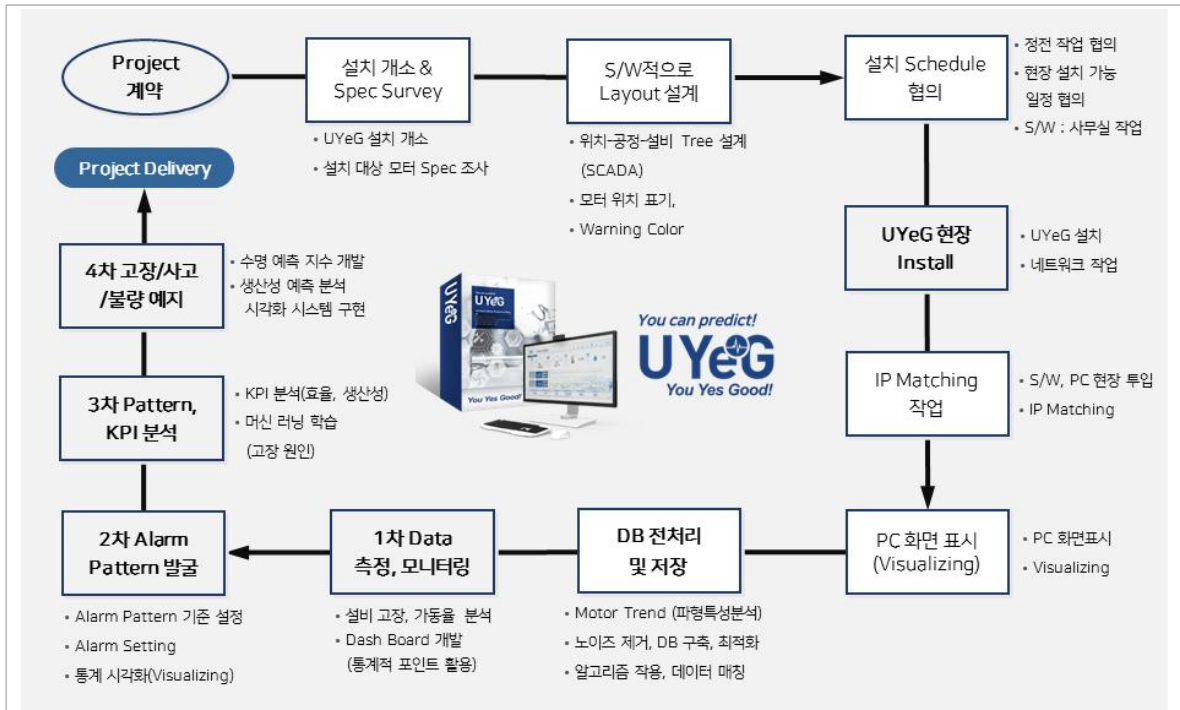 Project
계약
설치 개소 &
Spec Survey
• UYeG 설치 개소
• 설치 대상 모터 Spec 조사
S/W적으로
Layout 설계
• 위치-공정-설비 Tree 설계
(SCADA)
• 모터 위치 표기,
• Warning Color
설치 Schedule
협의
• 정전 작업 협의
• 현장 설치 가능
일정 협의
• S/W : 사무실 작업
UYeG 현장
Install
• UYeG 설치
• 네트워크 작업
IP Matching
작업
• S/W, PC 현장 투입
• IP Matching
PC 화면 표시
(Visualizing)
• PC 화면표시
• Visualizing
DB 전처리
및 저장
• Motor Trend (파형특성분석)
• 노이즈 제거, DB 구축, 최적화
• 알고리즘 작용, 데이터 매칭
1차 Data
측정, 모니터링
• 설비 고장, 가동율 분석
• Dash Board 개발
(통계적 포인트 활용)
2차 Alarm
Pattern 발굴
• Alarm Pattern 기준 설정
• Alarm Setting
• 통계 시각화(Visualizing)
3차 Pattern,
KPI 분석
• KPI 분석(효율, 생산성)
• 머신 러닝 학습
(고장 원인)
4차 고장/사고
/불량 예지
• 수명 예측 지수 개발
• 생산성 예측 분석
시각화 시스템 구현
Project Delivery
UYeG
UYeG
You Yes Good!
You can predict!
UYeG
You Yes Good!